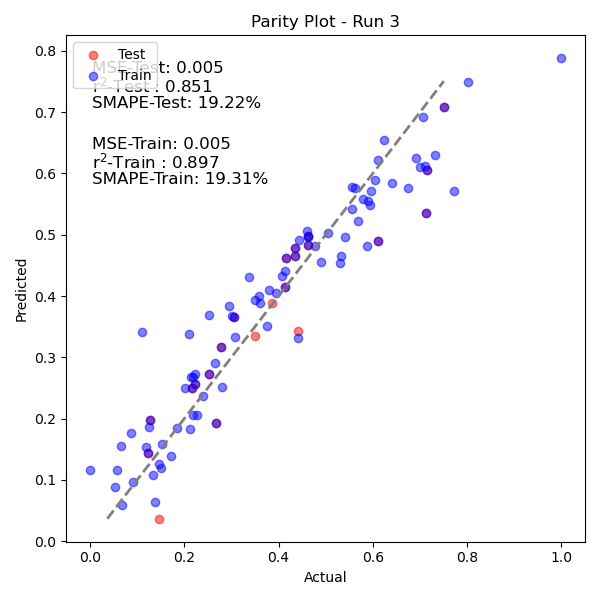 Parity Plot - Run 3
Test
Train
MSE-Test: 0.005
r²-Test : 0.851
SMAPE-Test: 19.22%
MSE-Train: 0.005
r²-Train : 0.897
SMAPE-Train: 19.31%
Predicted
0.8
0.7
0.6
0.5
0.4
0.3
0.2
0.1
0.0
0.0 0.2 0.4 0.6 0.8 1.0
Actual